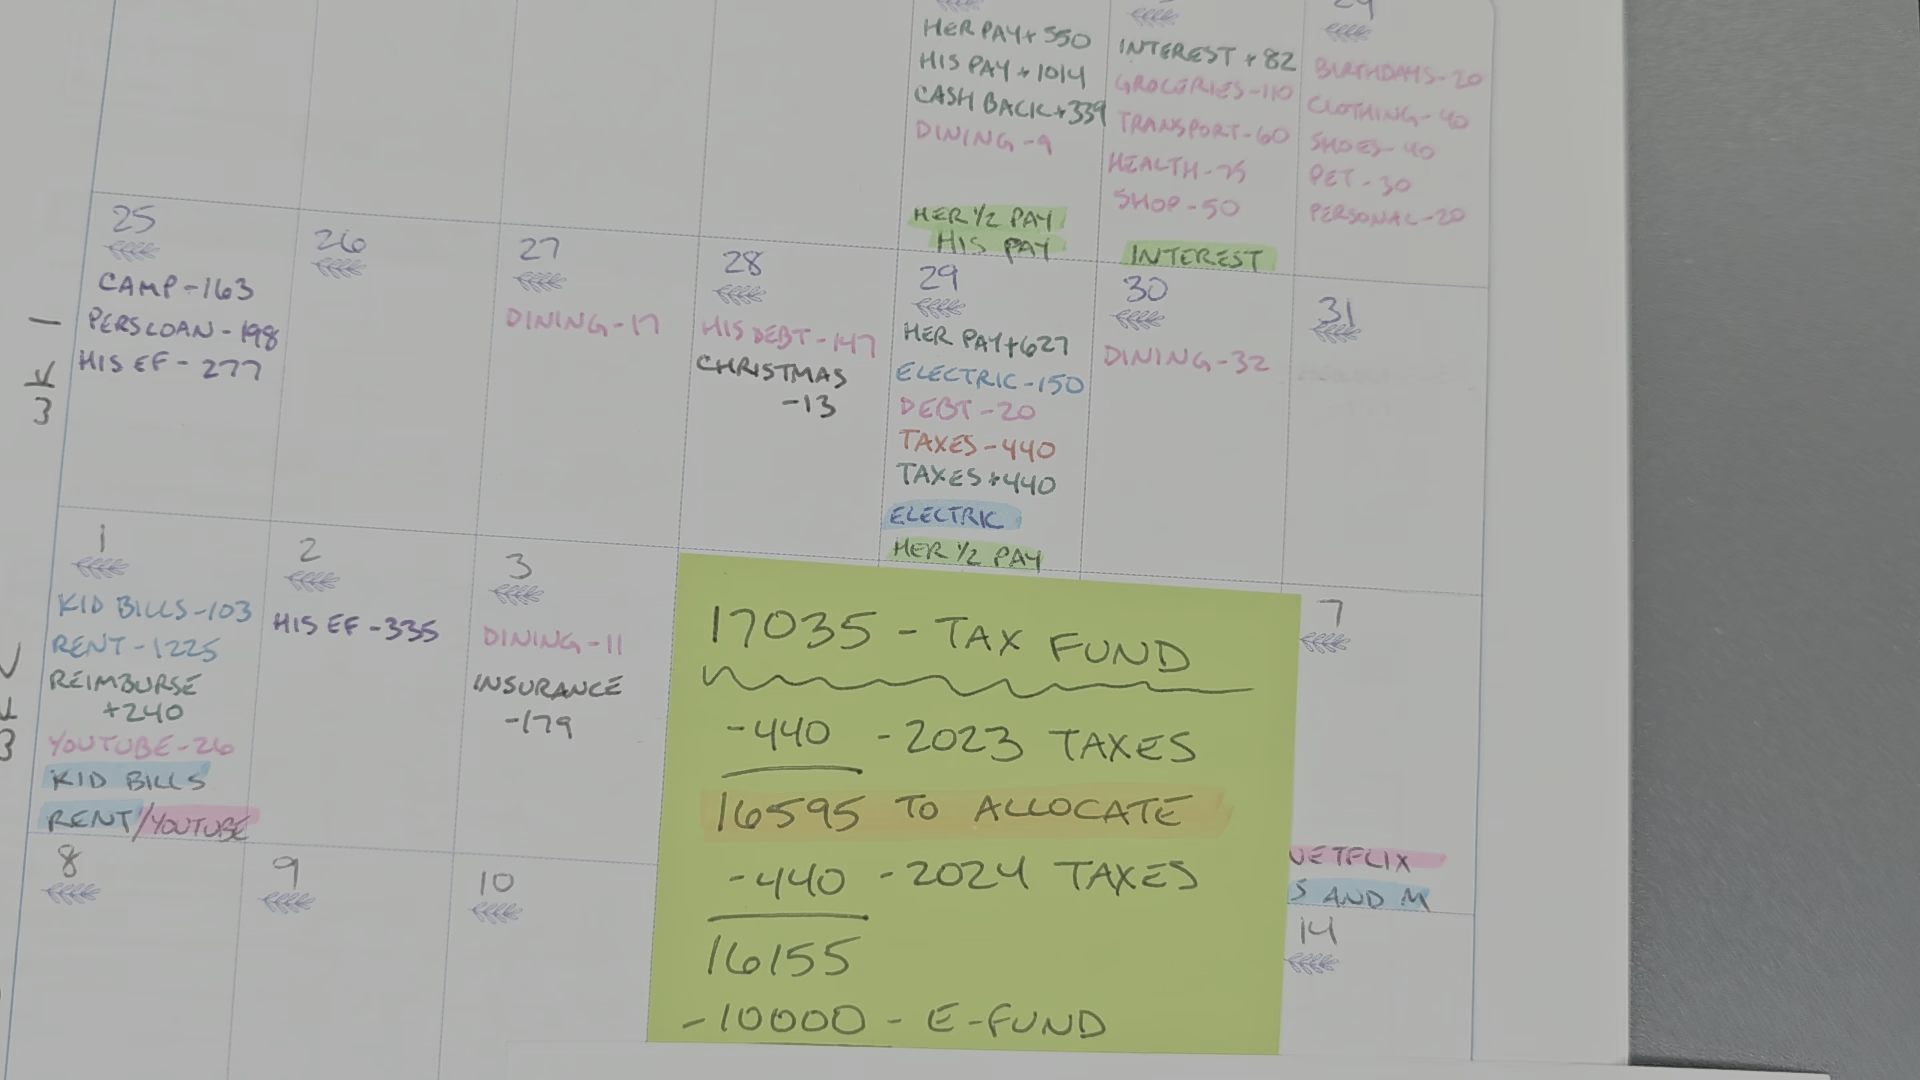 HER PAY+550
HIS PAY+1014
CASH BACK+339
DINING-9
HER 1/2 PAY
HIS PAY
INTEREST+82
GROCERIES-110
TRANSPORT-60
HEALTH-75
SHOP-50
INTEREST
BIRTHDAYS-20
CLOTHING-40
SHOES-40
PET-30
PERSONAL-20
25
CAMP-163
PERSLOAN-198
HIS EF-277
26
27
DINING-17
28
HIS DEBT-147
CHRISTMAS
-13
29
HER PAY+627
ELECTRIC-150
DEBT-20
TAXES-440
TAXES+440
ELECTRIC
HER 1/2 PAY
30
DINING-32
31
1
KID BILLS-103
RENT-1225
REIMBURSE
+240
YOUTUBE-26
KID BILLS
RENT/YOUTUBE
2
HIS EF-335
3
DINING-11
INSURANCE
-179
17035 - TAX FUND
-440 - 2023 TAXES
16595 TO ALLOCATE
-440 - 2024 TAXES
16155
-10000 - E-FUND
7
NETFLIX
S AND M
8
9
10
14